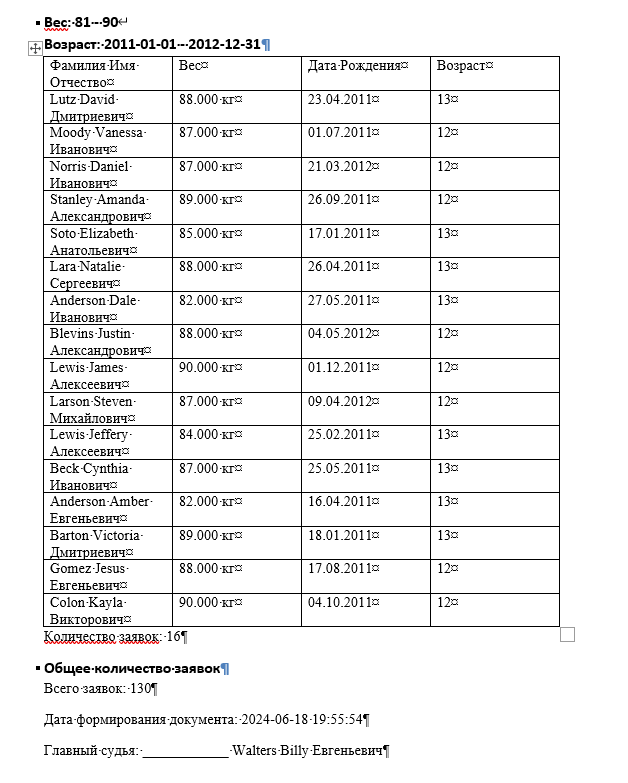 Вес: 81 - 90
Возраст: 2011-01-01 - 2012-12-31
Фамилия Имя Отчество Вес Дата Рождения Возраст
Lutz David Дмитриевич 88.000 кг 23.04.2011 13
Moody Vanessa Иванович 87.000 кг 01.07.2011 12
Norris Daniel Иванович 87.000 кг 21.03.2012 12
Stanley Amanda Александрович 89.000 кг 26.09.2011 12
Soto Elizabeth Анатольевич 85.000 кг 17.01.2011 13
Lara Natalie Сергеевич 88.000 кг 26.04.2011 13
Anderson Dale Иванович 82.000 кг 27.05.2011 13
Blevins Justin Александрович 88.000 кг 04.05.2012 12
Lewis James Алексеевич 90.000 кг 01.12.2011 12
Larson Steven Михайлович 87.000 кг 09.04.2012 12
Lewis Jeffery Алексеевич 84.000 кг 25.02.2011 13
Beck Cynthia Иванович 87.000 кг 25.05.2011 13
Anderson Amber Евгеньевич 82.000 кг 16.04.2011 13
Barton Victoria Дмитриевич 89.000 кг 18.01.2011 13
Gomez Jesus Евгеньевич 88.000 кг 17.08.2011 12
Colon Kayla Викторович 90.000 кг 04.10.2011 12
Количество заявок: 16
Общее количество заявок
Всего заявок: 130
Дата формирования документа: 2024-06-18 19:55:54
Главный судья: ____________ Walters Billy Евгеньевич